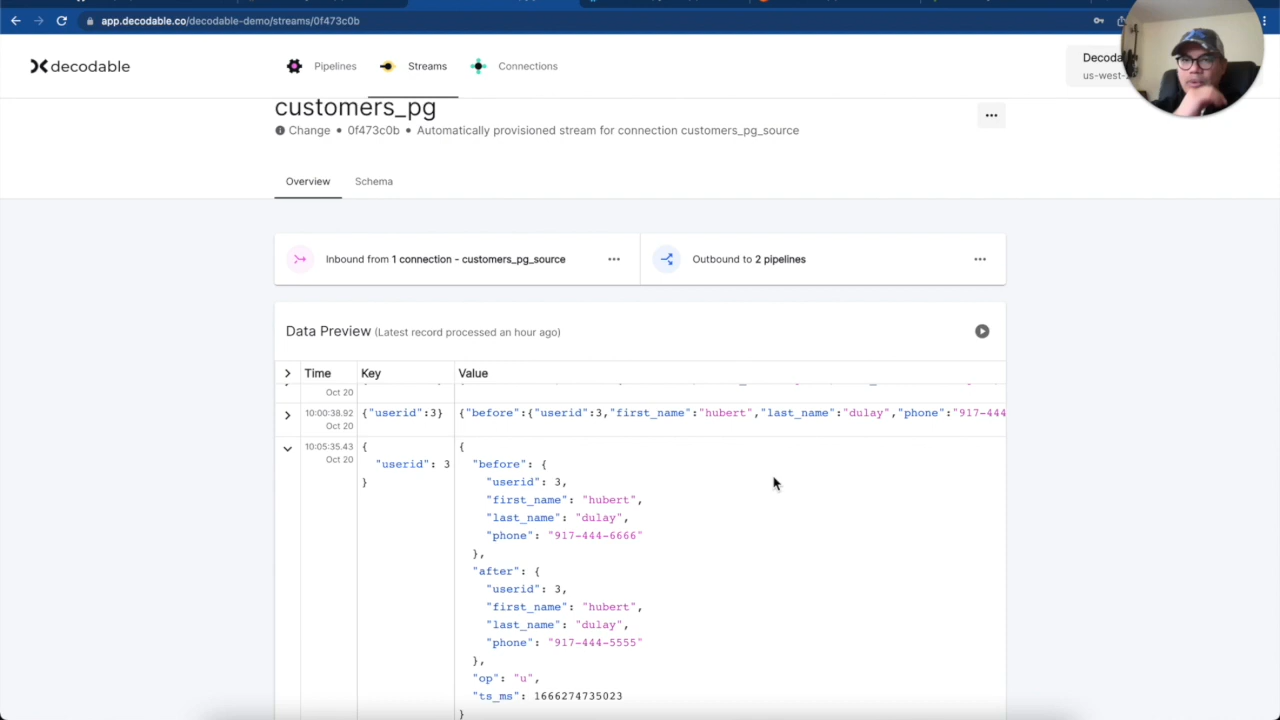 app.decodable.co/decodable-demo/streams/0f473c0b
decodable
Pipelines
Streams
Connections
Decoda
us-west-
customers_pg
Change • 0f473c0b • Automatically provisioned stream for connection customers_pg_source
Overview
Schema
Inbound from 1 connection - customers_pg_source
Outbound to 2 pipelines
Data Preview (Latest record processed an hour ago)
Time Key Value
Oct 20
10:00:38.92 {"userid":3} {"before":{"userid":3,"first_name":"hubert","last_name":"dulay","phone":"917-444
Oct 20
10:05:35.43 { {
Oct 20 "userid": 3 "before": {
} "userid": 3,
"first_name": "hubert",
"last_name": "dulay",
"phone": "917-444-6666"
},
"after": {
"userid": 3,
"first_name": "hubert",
"last_name": "dulay",
"phone": "917-444-5555"
},
"op": "u",
"ts_ms": 1666274735023
}